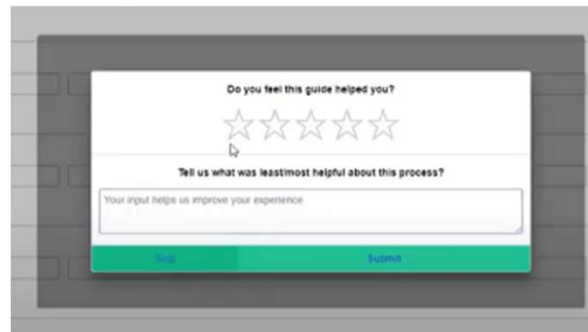 Do you feel this guide helped you?
Tell us what was least/most helpful about this process?
Your input helps us improve your experience
Skip
Submit